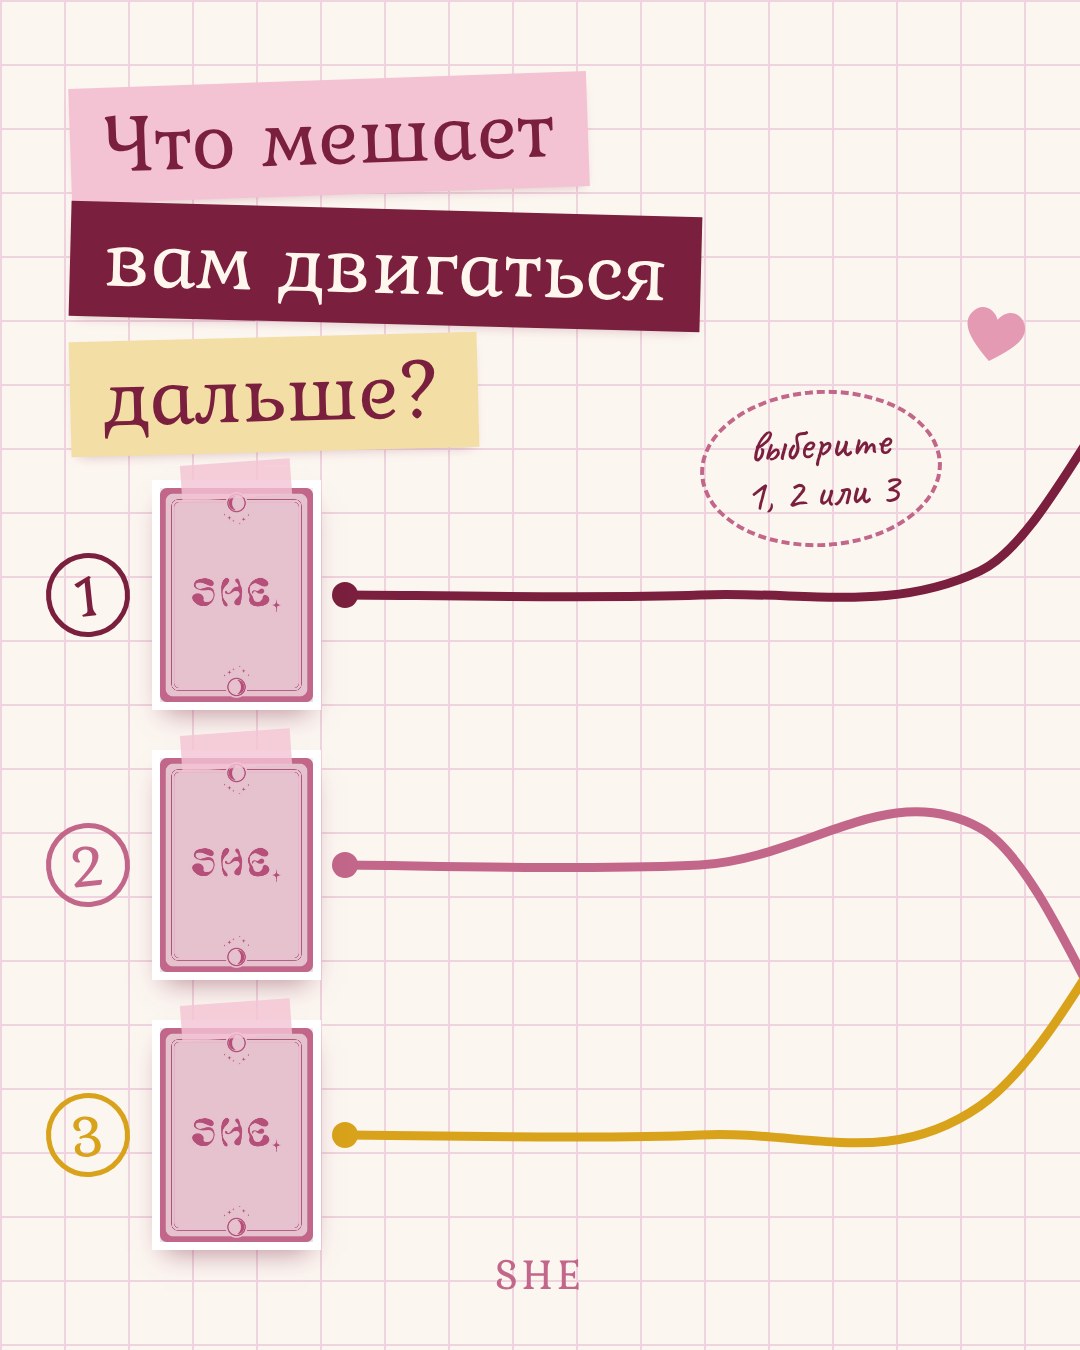 Что мешает
вам двигаться
дальше?
выберите
1, 2 или 3
1
SHE
2
SHE
3
SHE
SHE